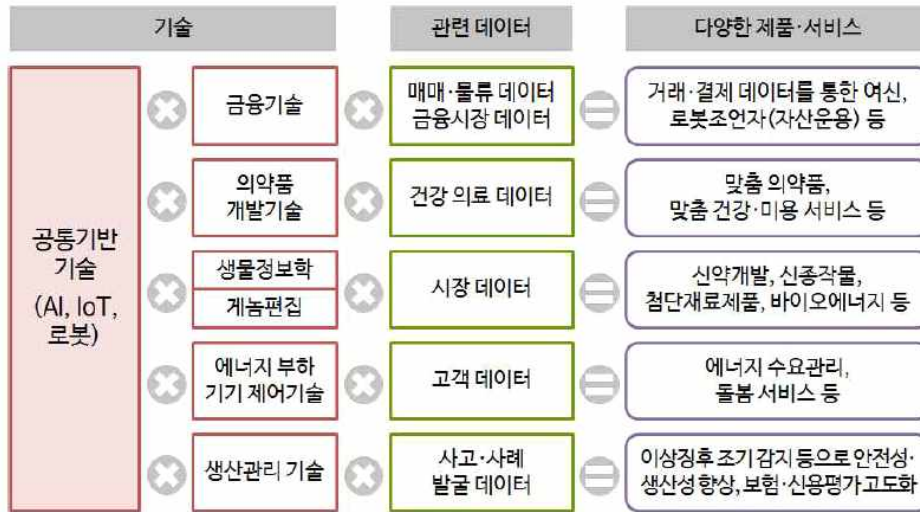 기술
관련 데이터
다양한 제품·서비스
공통기반
기술
(AI, IoT,
로봇)
금융기술
매매·물류 데이터
금융시장 데이터
거래·결제 데이터를 통한 여신,
로봇조언자(자산운용) 등
의약품
개발기술
건강 의료 데이터
맞춤 의약품,
맞춤 건강·미용 서비스 등
생물정보학
게놈편집
시장 데이터
신약개발, 신종작물,
첨단재료제품, 바이오에너지 등
에너지 부하
기기 제어기술
고객 데이터
에너지 수요관리,
돌봄 서비스 등
생산관리 기술
사고·사례
발굴 데이터
이상징후 조기 감지 등으로 안전성·
생산성 향상, 보험·신용평가 고도화